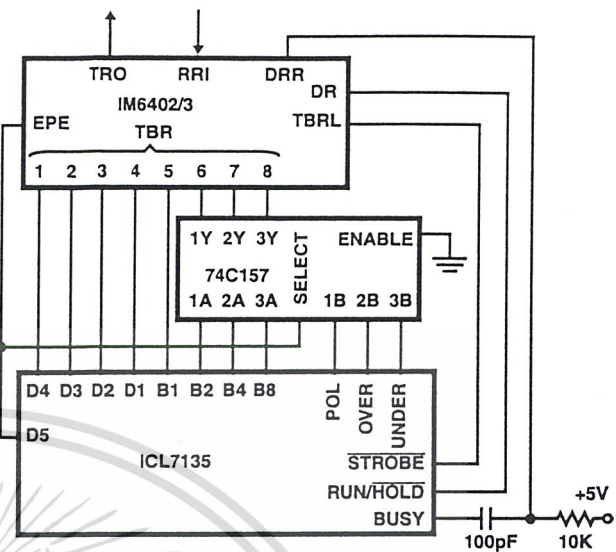 TRO RRI DRR
DR
IM6402/3
TBRL
EPE
TBR
1 2 3 4 5 6 7 8
1Y 2Y 3Y SELECT ENABLE
74C157
1A 2A 3A 1B 2B 3B
D4 D3 D2 D1 B1 B2 B4 B8 POL OVER UNDER
D5
ICL7135
STROBE
RUN/HOLD
+5V
BUSY
100pF 10K